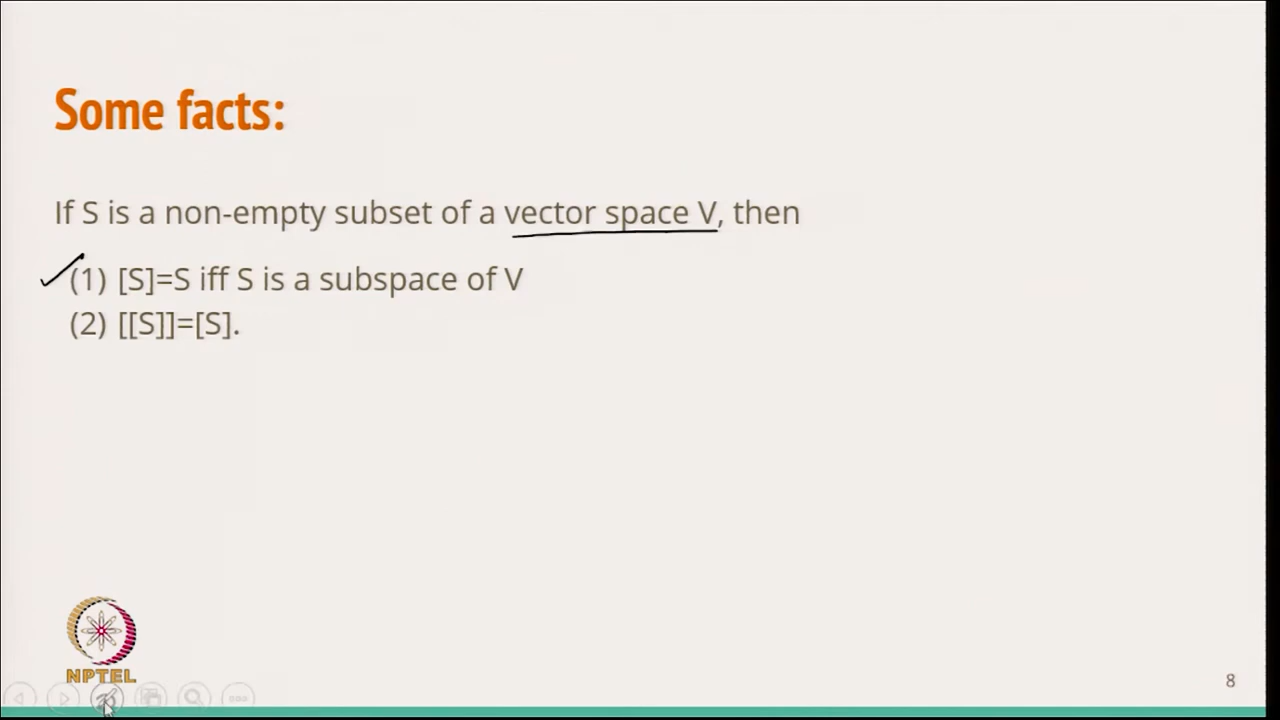 Some facts:
If S is a non-empty subset of a vector space V, then
(1) [S]=S iff S is a subspace of V
(2) [[S]]=[S].
NPTEL
8